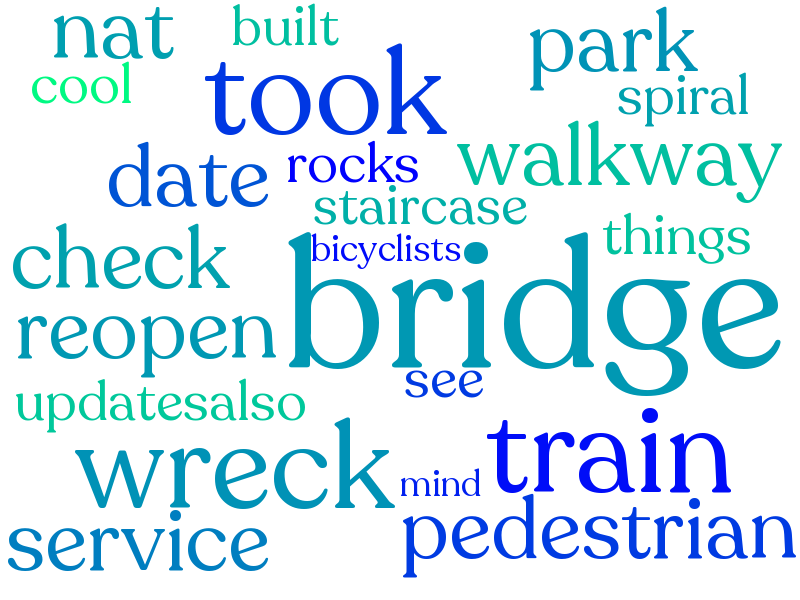 nat
built
park
cool
took
spiral
date
rocks
walkway
staircase
things
check
bicyclists
bridge
reopen
see
updatesalso
wreck
train
mind
service
pedestrian